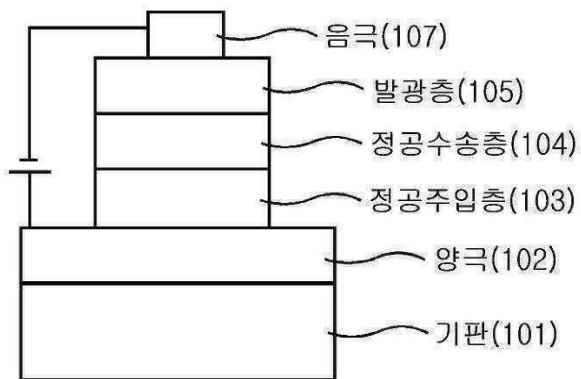 음극(107)
발광층(105)
정공수송층(104)
정공주입층(103)
양극(102)
기판(101)